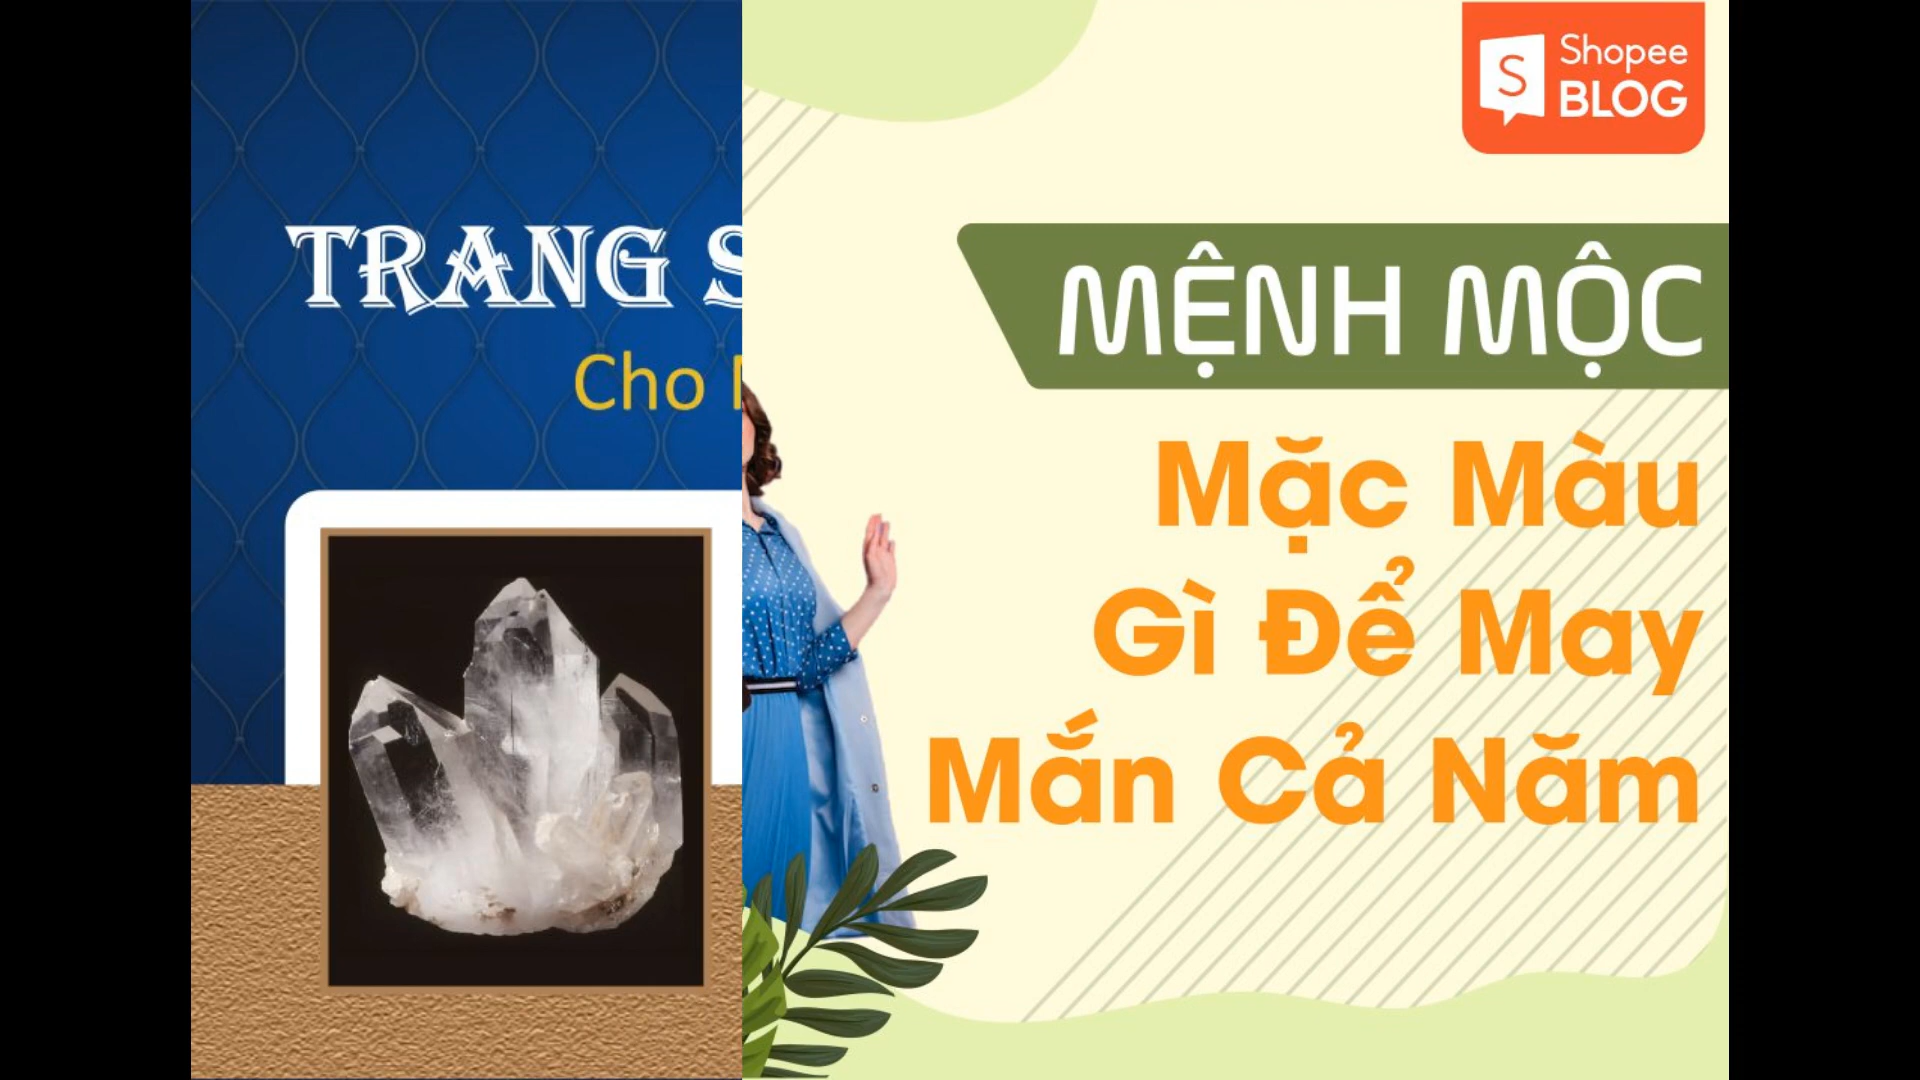 TRANG
Cho
Shopee
BLOG
MỆNH MỘC
Mặc Màu
Gì Để May
Mắn Cả Năm